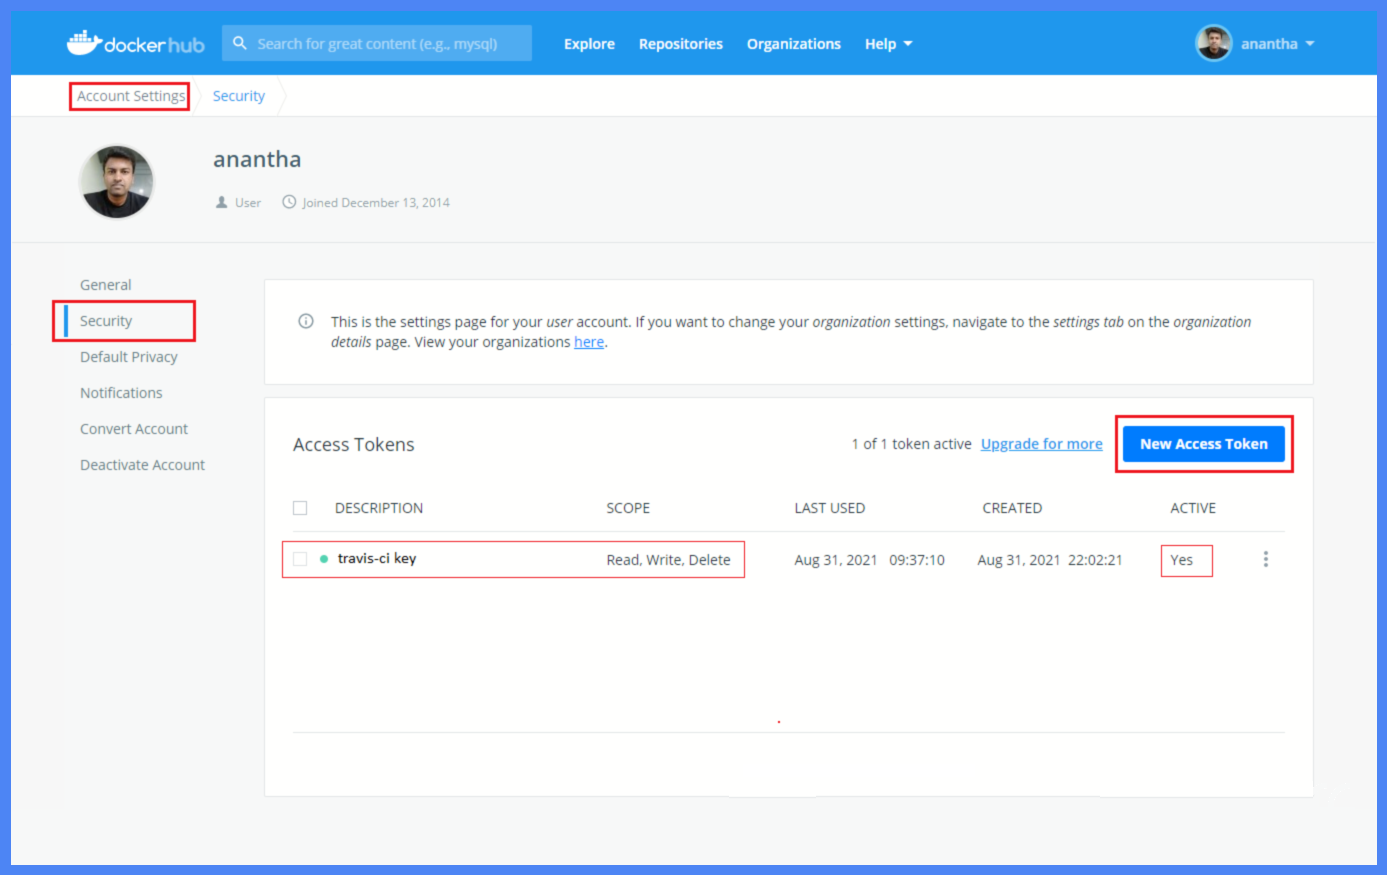 docker hub
Search for great content (e.g., mysql)
Explore
Repositories
Organizations
Help
anantha
Account Settings
Security
anantha
User
Joined December 13, 2014
General
Security
Default Privacy
Notifications
Convert Account
Deactivate Account
This is the settings page for your user account. If you want to change your organization settings, navigate to the settings tab on the organization
details page. View your organizations here.
Access Tokens
1 of 1 token active
Upgrade for more
New Access Token
DESCRIPTION
SCOPE
LAST USED
CREATED
ACTIVE
travis-ci key
Read, Write, Delete
Aug 31, 2021 09:37:10
Aug 31, 2021 22:02:21
Yes